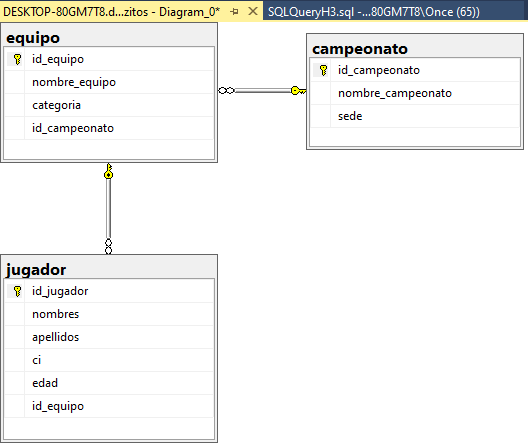 DESKTOP-80GM7T8.d...zitos - Diagram_0*
SQLQueryH3.sql -...80GM7T8\Once (65))
equipo
id_equipo
nombre_equipo
categoria
id_campeonato
campeonato
id_campeonato
nombre_campeonato
sede
jugador
id_jugador
nombres
apellidos
ci
edad
id_equipo